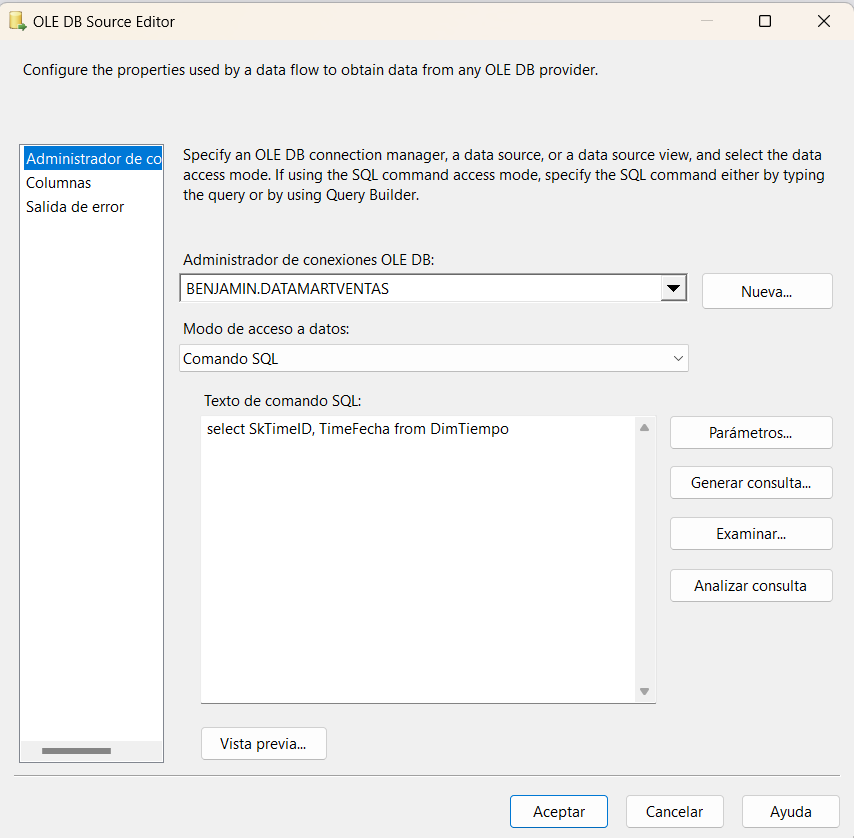 OLE DB Source Editor
Configure the properties used by a data flow to obtain data from any OLE DB provider.
Administrador de co
Columnas
Salida de error
Specify an OLE DB connection manager, a data source, or a data source view, and select the data
access mode. If using the SQL command access mode, specify the SQL command either by typing
the query or by using Query Builder.
Administrador de conexiones OLE DB:
BENJAMIN.DATAMARTVENTAS
Nueva...
Modo de acceso a datos:
Comando SQL
Texto de comando SQL:
select SkTimeID, TimeFecha from DimTiempo
Parámetros...
Generar consulta...
Examinar...
Analizar consulta
Vista previa...
Aceptar
Cancelar
Ayuda